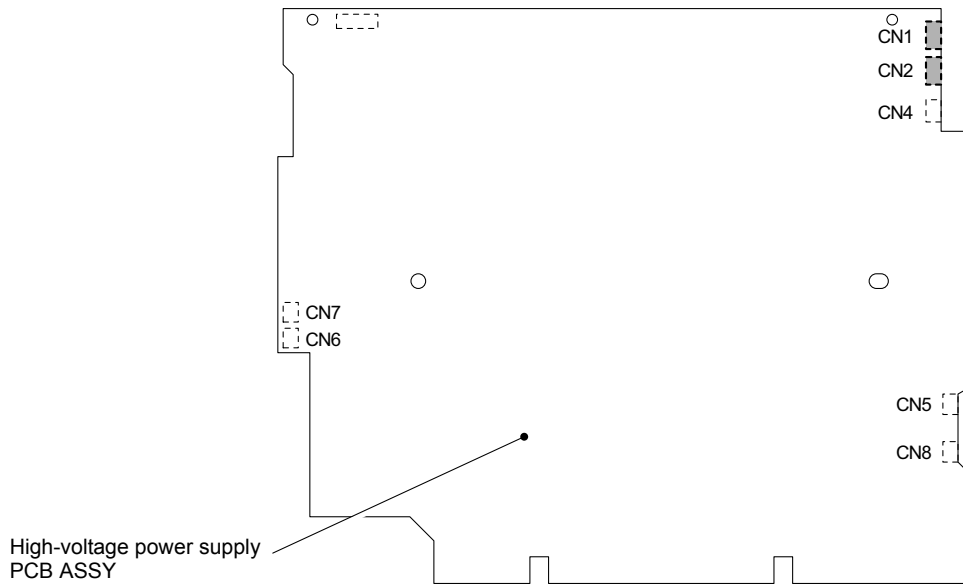 CN1
CN2
CN4
CN7
CN6
CN5
CN8
High-voltage power supply
PCB ASSY